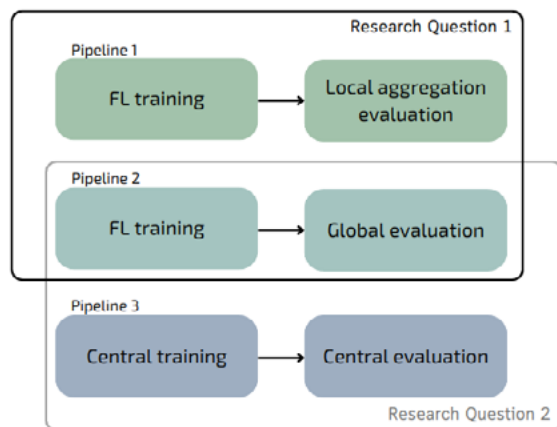 Research Question 1
Pipeline 1
FL training
Local aggregation
evaluation
Pipeline 2
FL training
Global evaluation
Pipeline 3
Central training
Central evaluation
Research Question 2